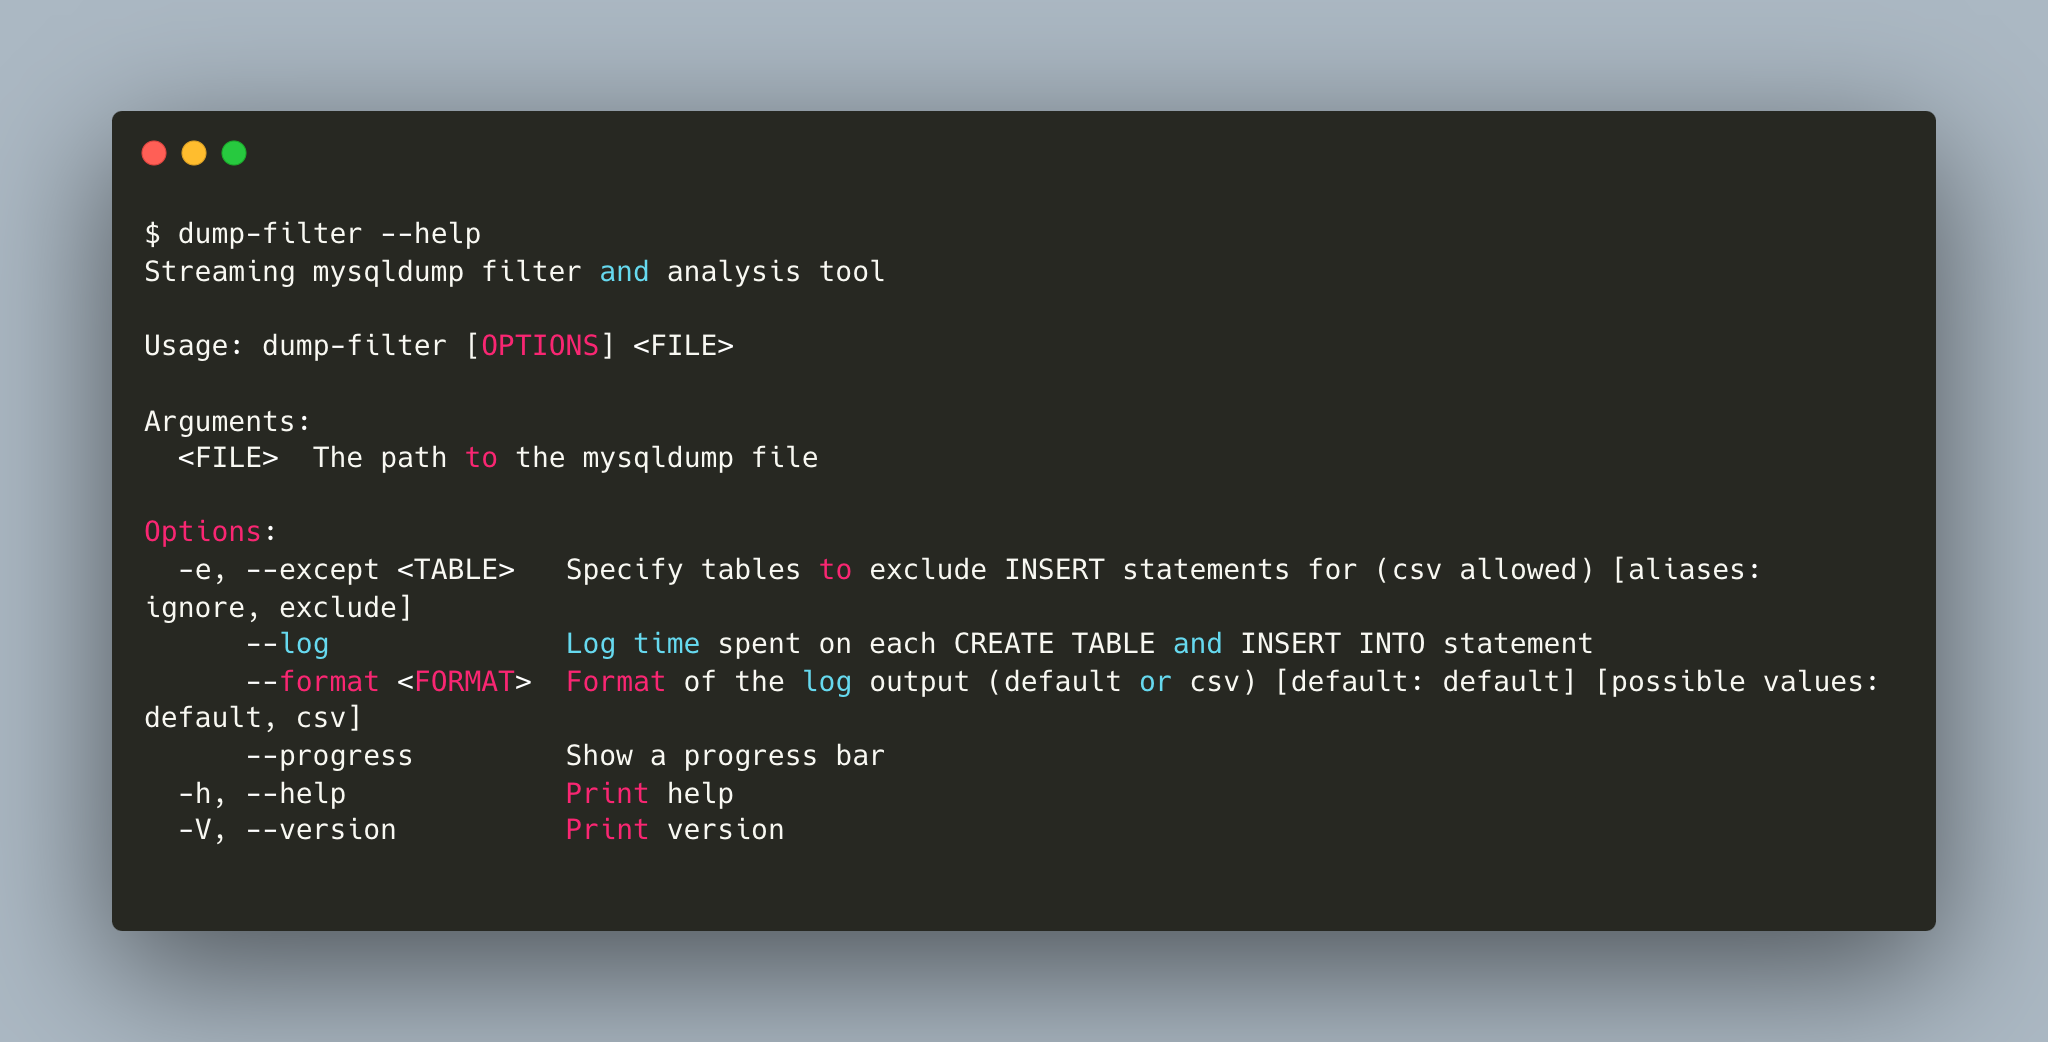 $ dump-filter --help
Streaming mysqldump filter and analysis tool
Usage: dump-filter [OPTIONS] <FILE>
Arguments:
  <FILE>  The path to the mysqldump file
Options:
  -e, --except <TABLE>   Specify tables to exclude INSERT statements for (csv allowed) [aliases:
ignore, exclude]
      --log              Log time spent on each CREATE TABLE and INSERT INTO statement
      --format <FORMAT>  Format of the log output (default or csv) [default: default] [possible values:
default, csv]
      --progress         Show a progress bar
  -h, --help             Print help
  -V, --version          Print version